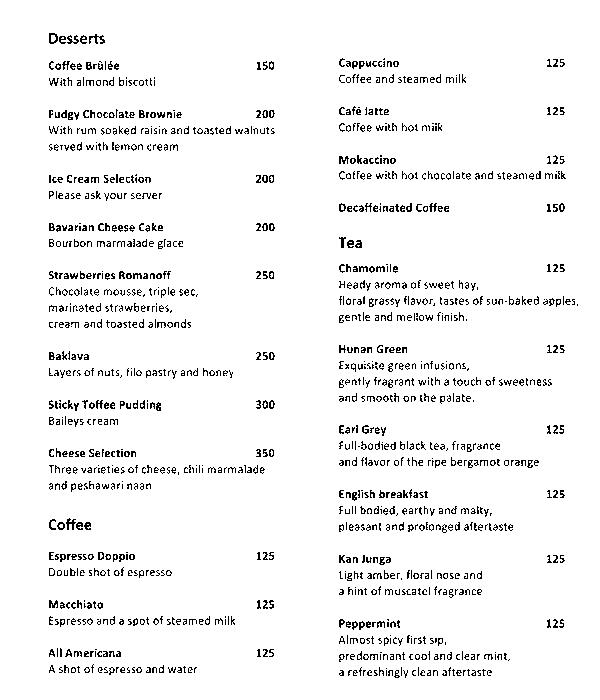 Desserts
Coffee Brûlée 150
With almond biscotti
Fudgy Chocolate Brownie 200
With rum soaked raisin and toasted walnuts
served with lemon cream
Ice Cream Selection 200
Please ask your server
Bavarian Cheese Cake 200
Bourbon marmalade glace
Strawberries Romanoff 250
Chocolate mousse, triple sec,
marinated strawberries,
cream and toasted almonds
Baklava 250
Layers of nuts, filo pastry and honey
Sticky Toffee Pudding 300
Baileys cream
Cheese Selection 350
Three varieties of cheese, chili marmalade
and peshawari naan
Coffee
Espresso Doppio 125
Double shot of espresso
Macchiato 125
Espresso and a spot of steamed milk
All Americana 125
A shot of espresso and water
Cappuccino 125
Coffee and steamed milk
Café latte 125
Coffee with hot milk
Mokaccino 125
Coffee with hot chocolate and steamed milk
Decaffeinated Coffee 150
Tea
Chamomile 125
Heady aroma of sweet hay,
floral grassy flavor, tastes of sun-baked apples,
gentle and mellow finish.
Hunan Green 125
Exquisite green infusions,
gently fragrant with a touch of sweetness
and smooth on the palate.
Earl Grey 125
Full-bodied black tea, fragrance
and flavor of the ripe bergamot orange
English breakfast 125
Full bodied, earthy and malty,
pleasant and prolonged aftertaste
Kan Junga 125
Light amber, floral nose and
a hint of muscatel fragrance
Peppermint 125
Almost spicy first sip,
predominant cool and clear mint,
a refreshingly clean aftertaste